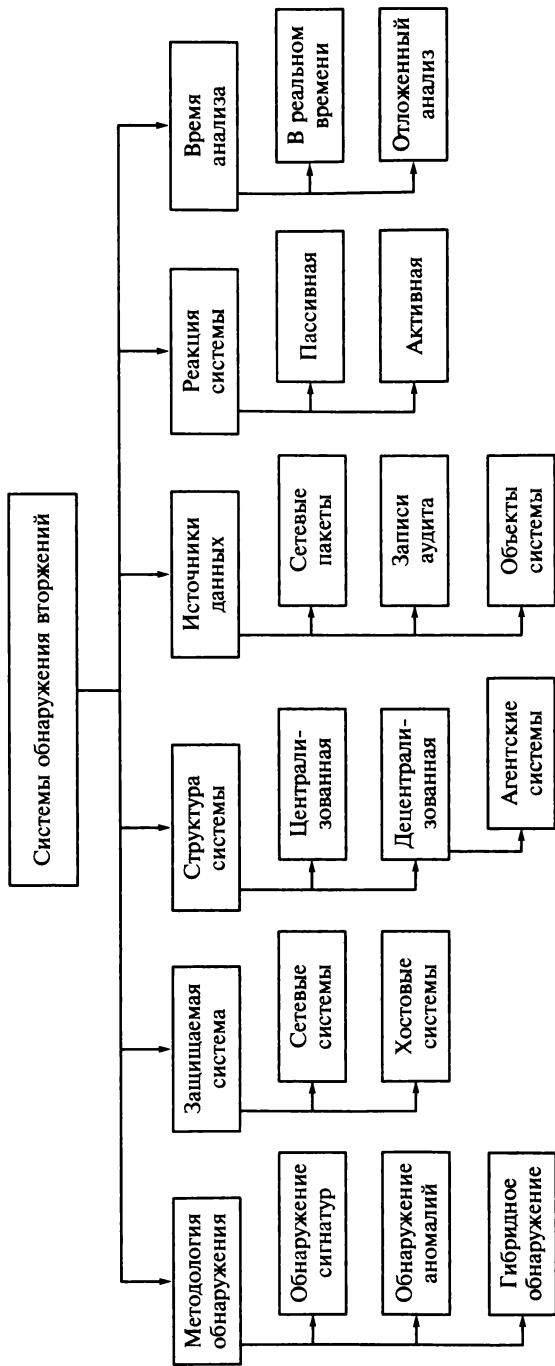 Системы обнаружения вторжений
Методология
обнаружения
Обнаружение
сигнатур
Обнаружение
аномалий
Гибридное
обнаружение
Защищаемая
система
Сетевые
системы
Хостовые
системы
Структура
системы
Централи-
зованная
Децентрали-
зованная
Агентские
системы
Источники
данных
Сетевые
пакеты
Записи
аудита
Объекты
системы
Реакция
системы
Пассивная
Активная
Время
анализа
В реальном
времени
Отложенный
анализ